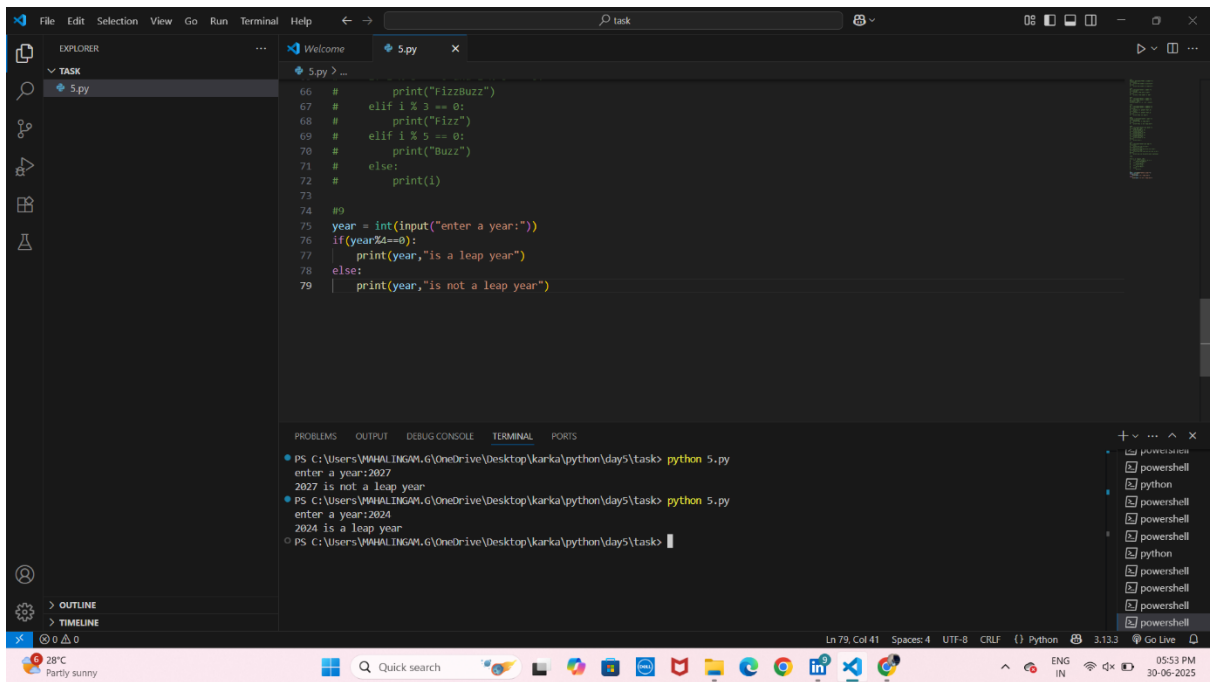 File Edit Selection View Go Run Terminal Help
task
EXPLORER
Welcome
5.py
TASK
5.py
5.py > ...
66 # print("FizzBuzz")
67 # elif i % 3 == 0:
68 # print("Fizz")
69 # elif i % 5 == 0:
70 # print("Buzz")
71 # else:
72 # print(i)
73
74 #9
75 year = int(input("enter a year:"))
76 if(year%4==0):
77 print(year,"is a leap year")
78 else:
79 print(year,"is not a leap year")
PROBLEMS OUTPUT DEBUG CONSOLE TERMINAL PORTS
PS C:\Users\MAHALINGAM.G\OneDrive\Desktop\karka\python\day5\task> python 5.py
enter a year:2027
2027 is not a leap year
PS C:\Users\MAHALINGAM.G\OneDrive\Desktop\karka\python\day5\task> python 5.py
enter a year:2024
2024 is a leap year
PS C:\Users\MAHALINGAM.G\OneDrive\Desktop\karka\python\day5\task>
powershell
powershell
python
powershell
powershell
powershell
python
powershell
powershell
powershell
powershell
OUTLINE
TIMELINE
0 0 Ln 79, Col 41 Spaces: 4 UTF-8 CRLF {} Python 3.13.3 Go Live
6 28°C
Partly sunny
Quick search
9
ENG
IN
05:53 PM
30-06-2025